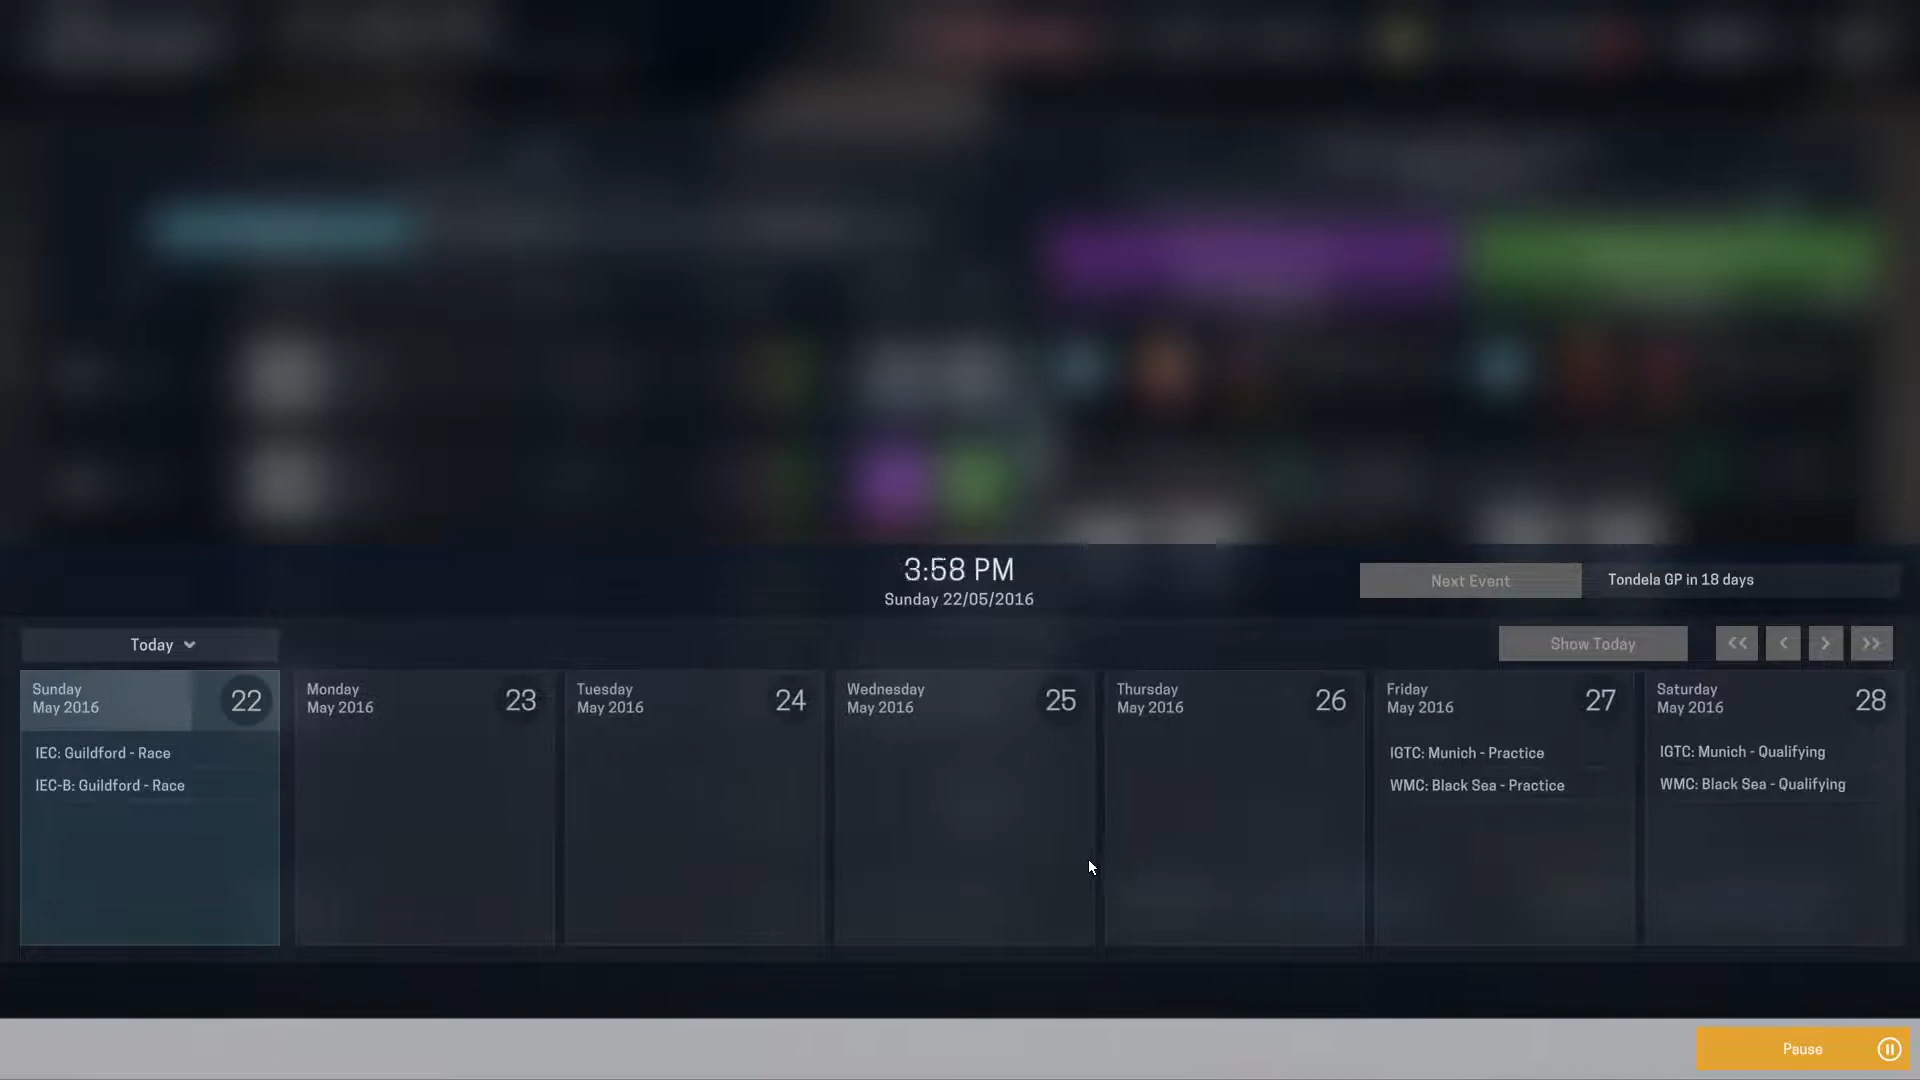 3:58 PM
Sunday 22/05/2016
Next Event
Tondela GP in 18 days
Today
Show Today
<<
<
>
>>
Sunday
May 2016
22
IEC: Guildford - Race
IEC-B: Guildford - Race
Monday
May 2016
23
Tuesday
May 2016
24
Wednesday
May 2016
25
Thursday
May 2016
26
Friday
May 2016
27
IGTC: Munich - Practice
WMC: Black Sea - Practice
Saturday
May 2016
28
IGTC: Munich - Qualifying
WMC: Black Sea - Qualifying
Pause